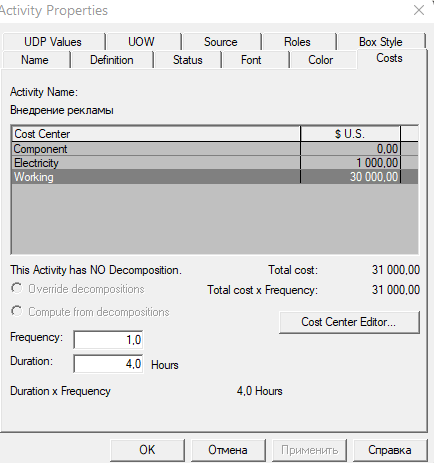 Activity Properties
UDP Values UOW Source Roles Box Style
Name Definition Status Font Color Costs
Activity Name:
Внедрение рекламы
Cost Center $ U.S.
Component 0,00
Electricity 1 000,00
Working 30 000,00
This Activity has NO Decomposition. Total cost: 31 000,00
Override decompositions Total cost x Frequency: 31 000,00
Compute from decompositions
Cost Center Editor...
Frequency: 1,0
Duration: 4,0 Hours
Duration x Frequency 4,0 Hours
OK Отмена Применить Справка